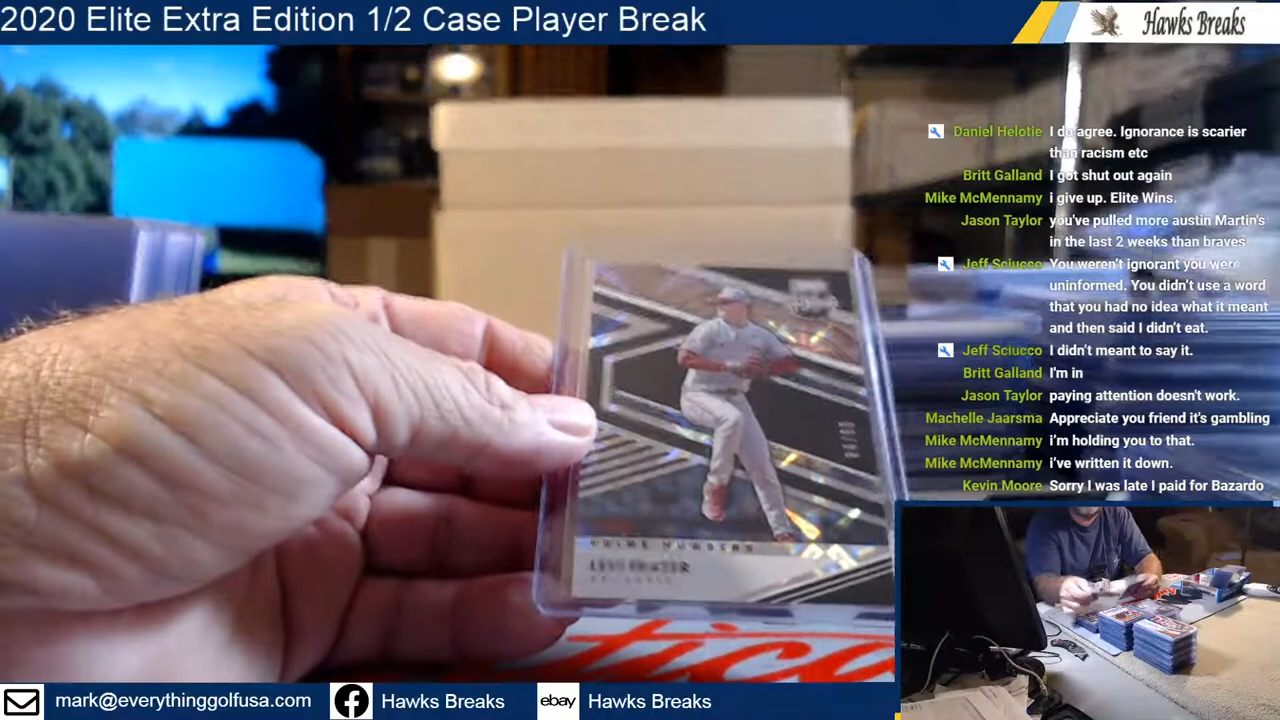 2020 Elite Extra Edition 1/2 Case Player Break
Hawks Breaks
Daniel Helotie I do agree. Ignorance is scarier
than racism etc
Britt Galland I got shut out again
Mike McMennamy i give up. Elite Wins.
Jason Taylor you've pulled more austin Martin's
in the last 2 weeks than braves
Jeff Sciucco You weren't ignorant you were
uninformed. You didn't use a word
that you had no idea what it meant
and then said I didn't eat.
Jeff Sciucco I didn't meant to say it.
Britt Galland I'm in
Jason Taylor paying attention doesn't work.
Machelle Jaarsma Appreciate you friend it's gambling
Mike McMennamy i'm holding you to that.
Mike McMennamy i've written it down.
Kevin Moore Sorry I was late I paid for Bazardo
PRIME NUMBERS
tico
mark@everythinggolfusa.com
Hawks Breaks
ebay
Hawks Breaks